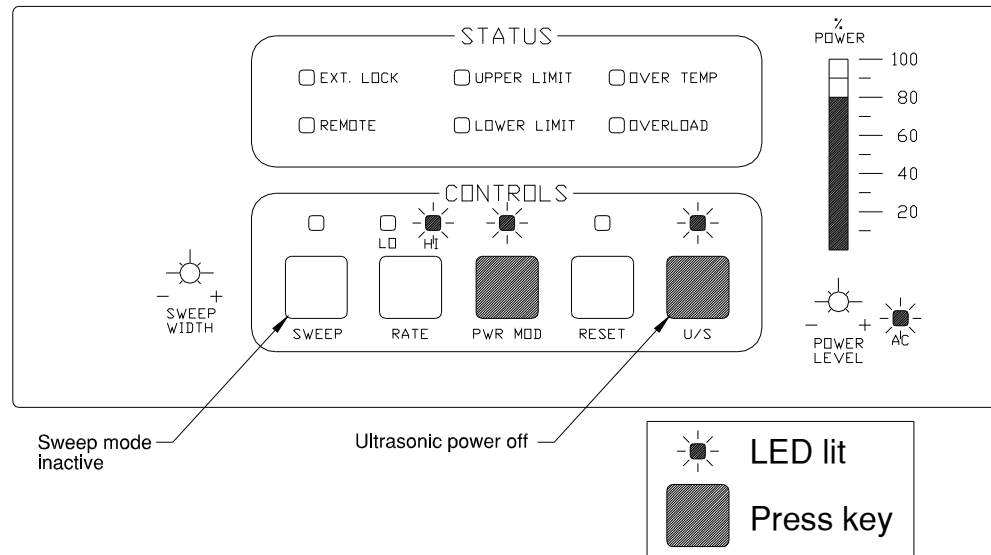 STATUS
EXT. LOCK UPPER LIMIT OVER TEMP
REMOTE LOWER LIMIT OVERLOAD
%
POWER
100
80
60
40
20
CONTROLS
LO HI
SWEEP RATE PWR MOD RESET U/S
- +
SWEEP
WIDTH
- +
POWER
LEVEL
AC
Sweep mode
inactive
Ultrasonic power off
LED lit
Press key